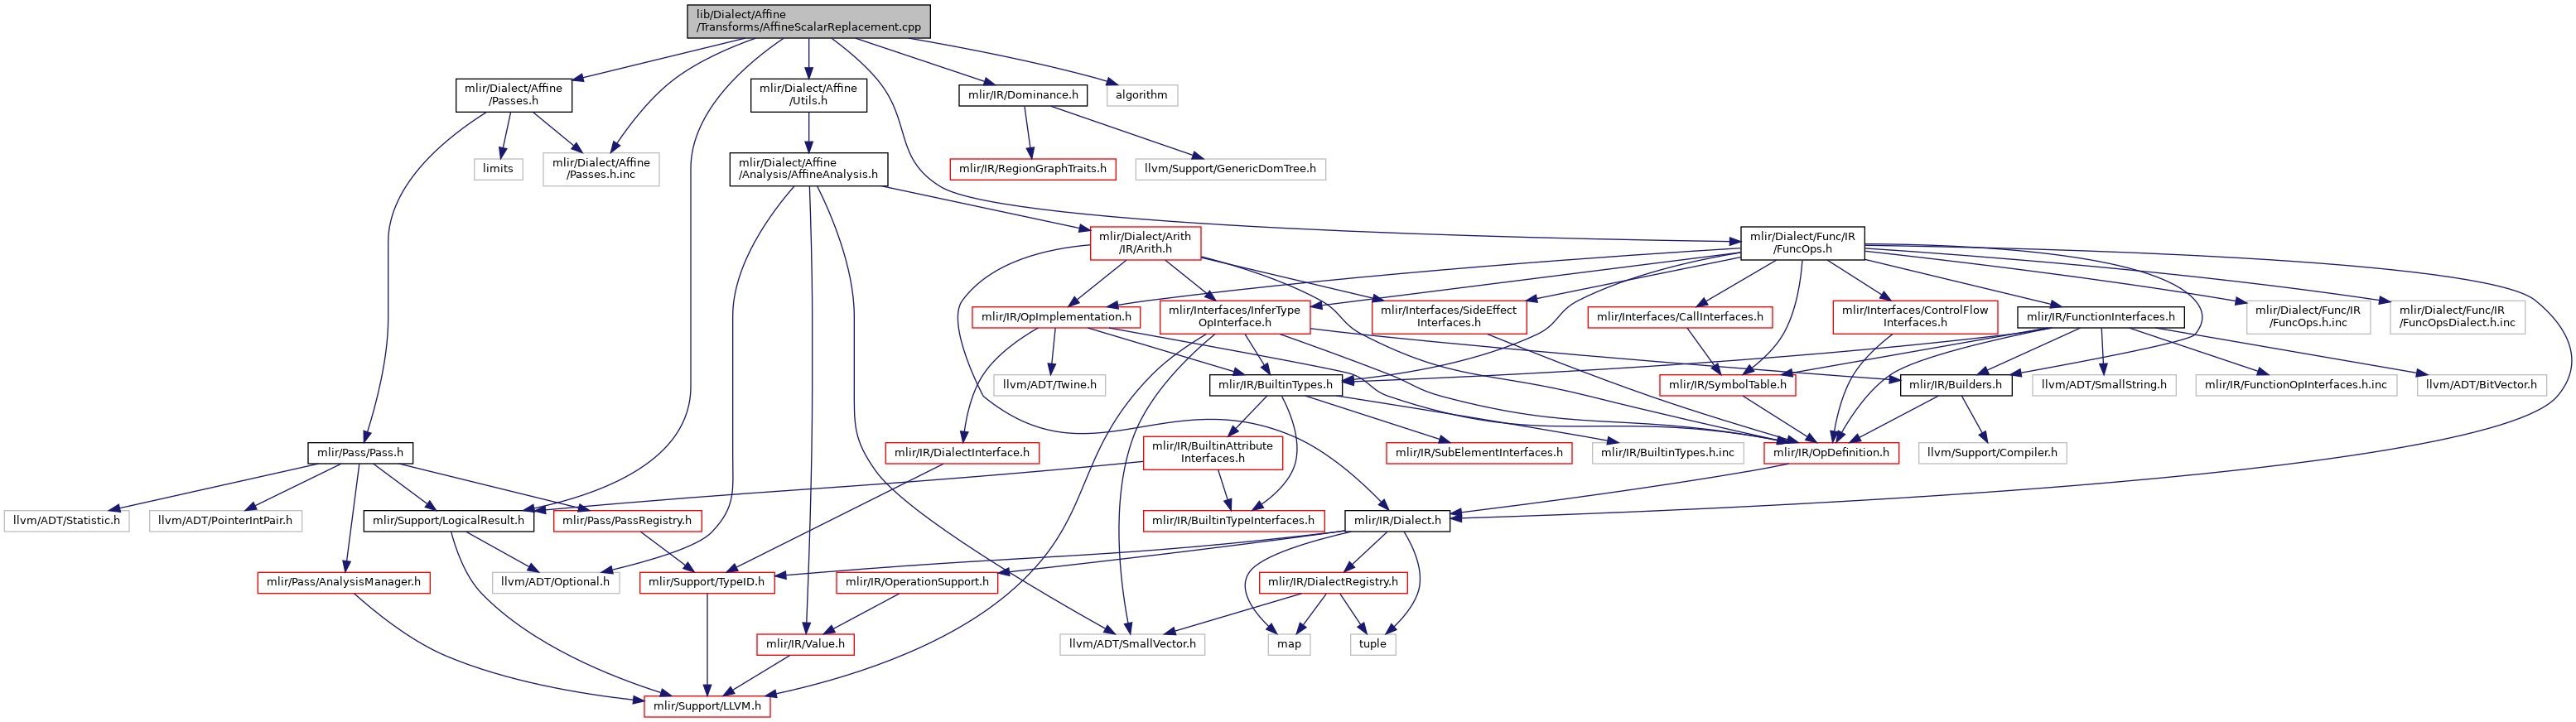 lib/Dialect/Affine
/Transforms/AffineScalarReplacement.cpp
mlir/Dialect/Affine
/Passes.h
mlir/Dialect/Affine
/Utils.h
mlir/IR/Dominance.h
algorithm
limits
mlir/Dialect/Affine
/Passes.h.inc
mlir/Dialect/Affine
/Analysis/AffineAnalysis.h
mlir/IR/RegionGraphTraits.h
llvm/Support/GenericDomTree.h
mlir/Dialect/Arith
/IR/Arith.h
mlir/Dialect/Func/IR
/FuncOps.h
mlir/IR/OpImplementation.h
mlir/Interfaces/InferType
OpInterface.h
mlir/Interfaces/SideEffect
Interfaces.h
mlir/Interfaces/CallInterfaces.h
mlir/Interfaces/ControlFlow
Interfaces.h
mlir/IR/FunctionInterfaces.h
mlir/Dialect/Func/IR
/FuncOps.h.inc
mlir/Dialect/Func/IR
/FuncOpsDialect.h.inc
llvm/ADT/Twine.h
mlir/IR/BuiltinTypes.h
mlir/IR/SymbolTable.h
mlir/IR/Builders.h
llvm/ADT/SmallString.h
mlir/IR/FunctionOpInterfaces.h.inc
llvm/ADT/BitVector.h
mlir/Pass/Pass.h
mlir/IR/DialectInterface.h
mlir/IR/BuiltinAttribute
Interfaces.h
mlir/IR/SubElementInterfaces.h
mlir/IR/BuiltinTypes.h.inc
mlir/IR/OpDefinition.h
llvm/Support/Compiler.h
llvm/ADT/Statistic.h
llvm/ADT/PointerIntPair.h
mlir/Support/LogicalResult.h
mlir/Pass/PassRegistry.h
mlir/IR/BuiltinTypeInterfaces.h
mlir/IR/Dialect.h
mlir/Pass/AnalysisManager.h
llvm/ADT/Optional.h
mlir/Support/TypeID.h
mlir/IR/OperationSupport.h
mlir/IR/DialectRegistry.h
mlir/IR/Value.h
llvm/ADT/SmallVector.h
map
tuple
mlir/Support/LLVM.h